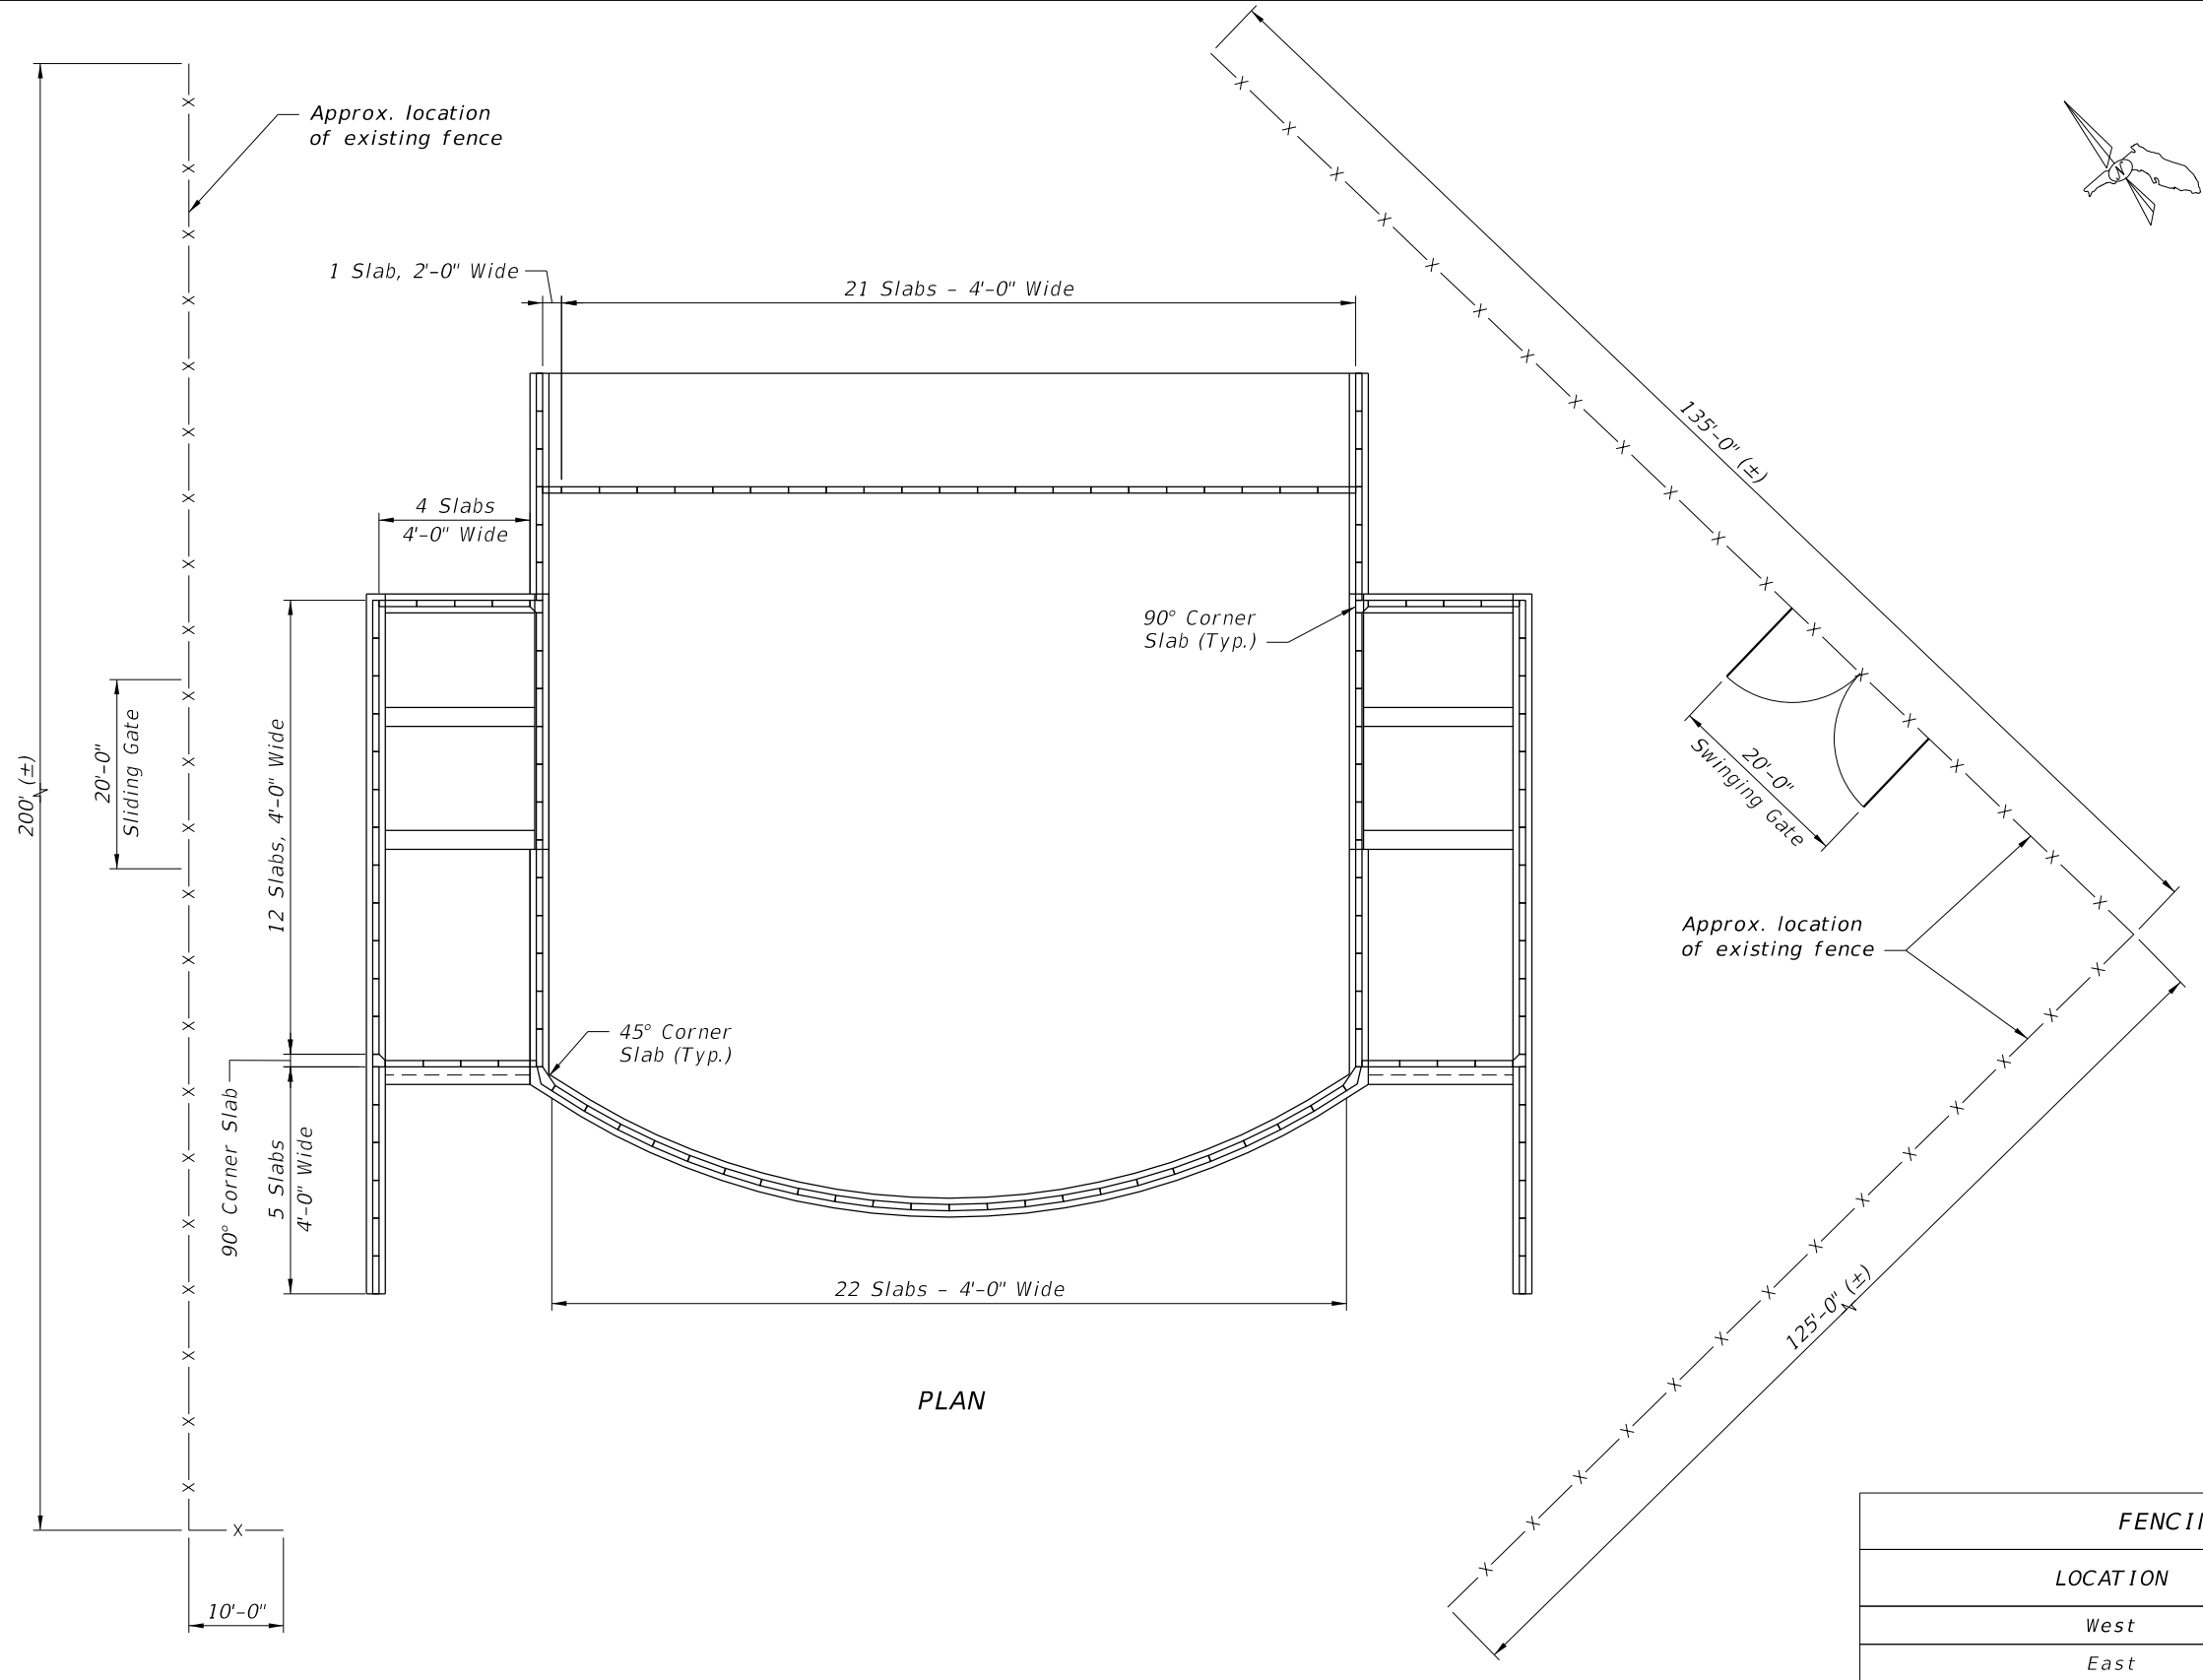 Approx. location
of existing fence
1 Slab, 2'-0" Wide
21 Slabs - 4'-0" Wide
N
135'-0" (±)
4 Slabs
4'-0" Wide
90° Corner
Slab (Typ.)
200' (±)
20'-0"
Sliding Gate
12 Slabs, 4'-0" Wide
20'-0"
Swinging Gate
Approx. location
of existing fence
45° Corner
Slab (Typ.)
90° Corner Slab
5 Slabs
4'-0" Wide
22 Slabs - 4'-0" Wide
125'-0" (±)
PLAN
10'-0"
LOCATION
West
East